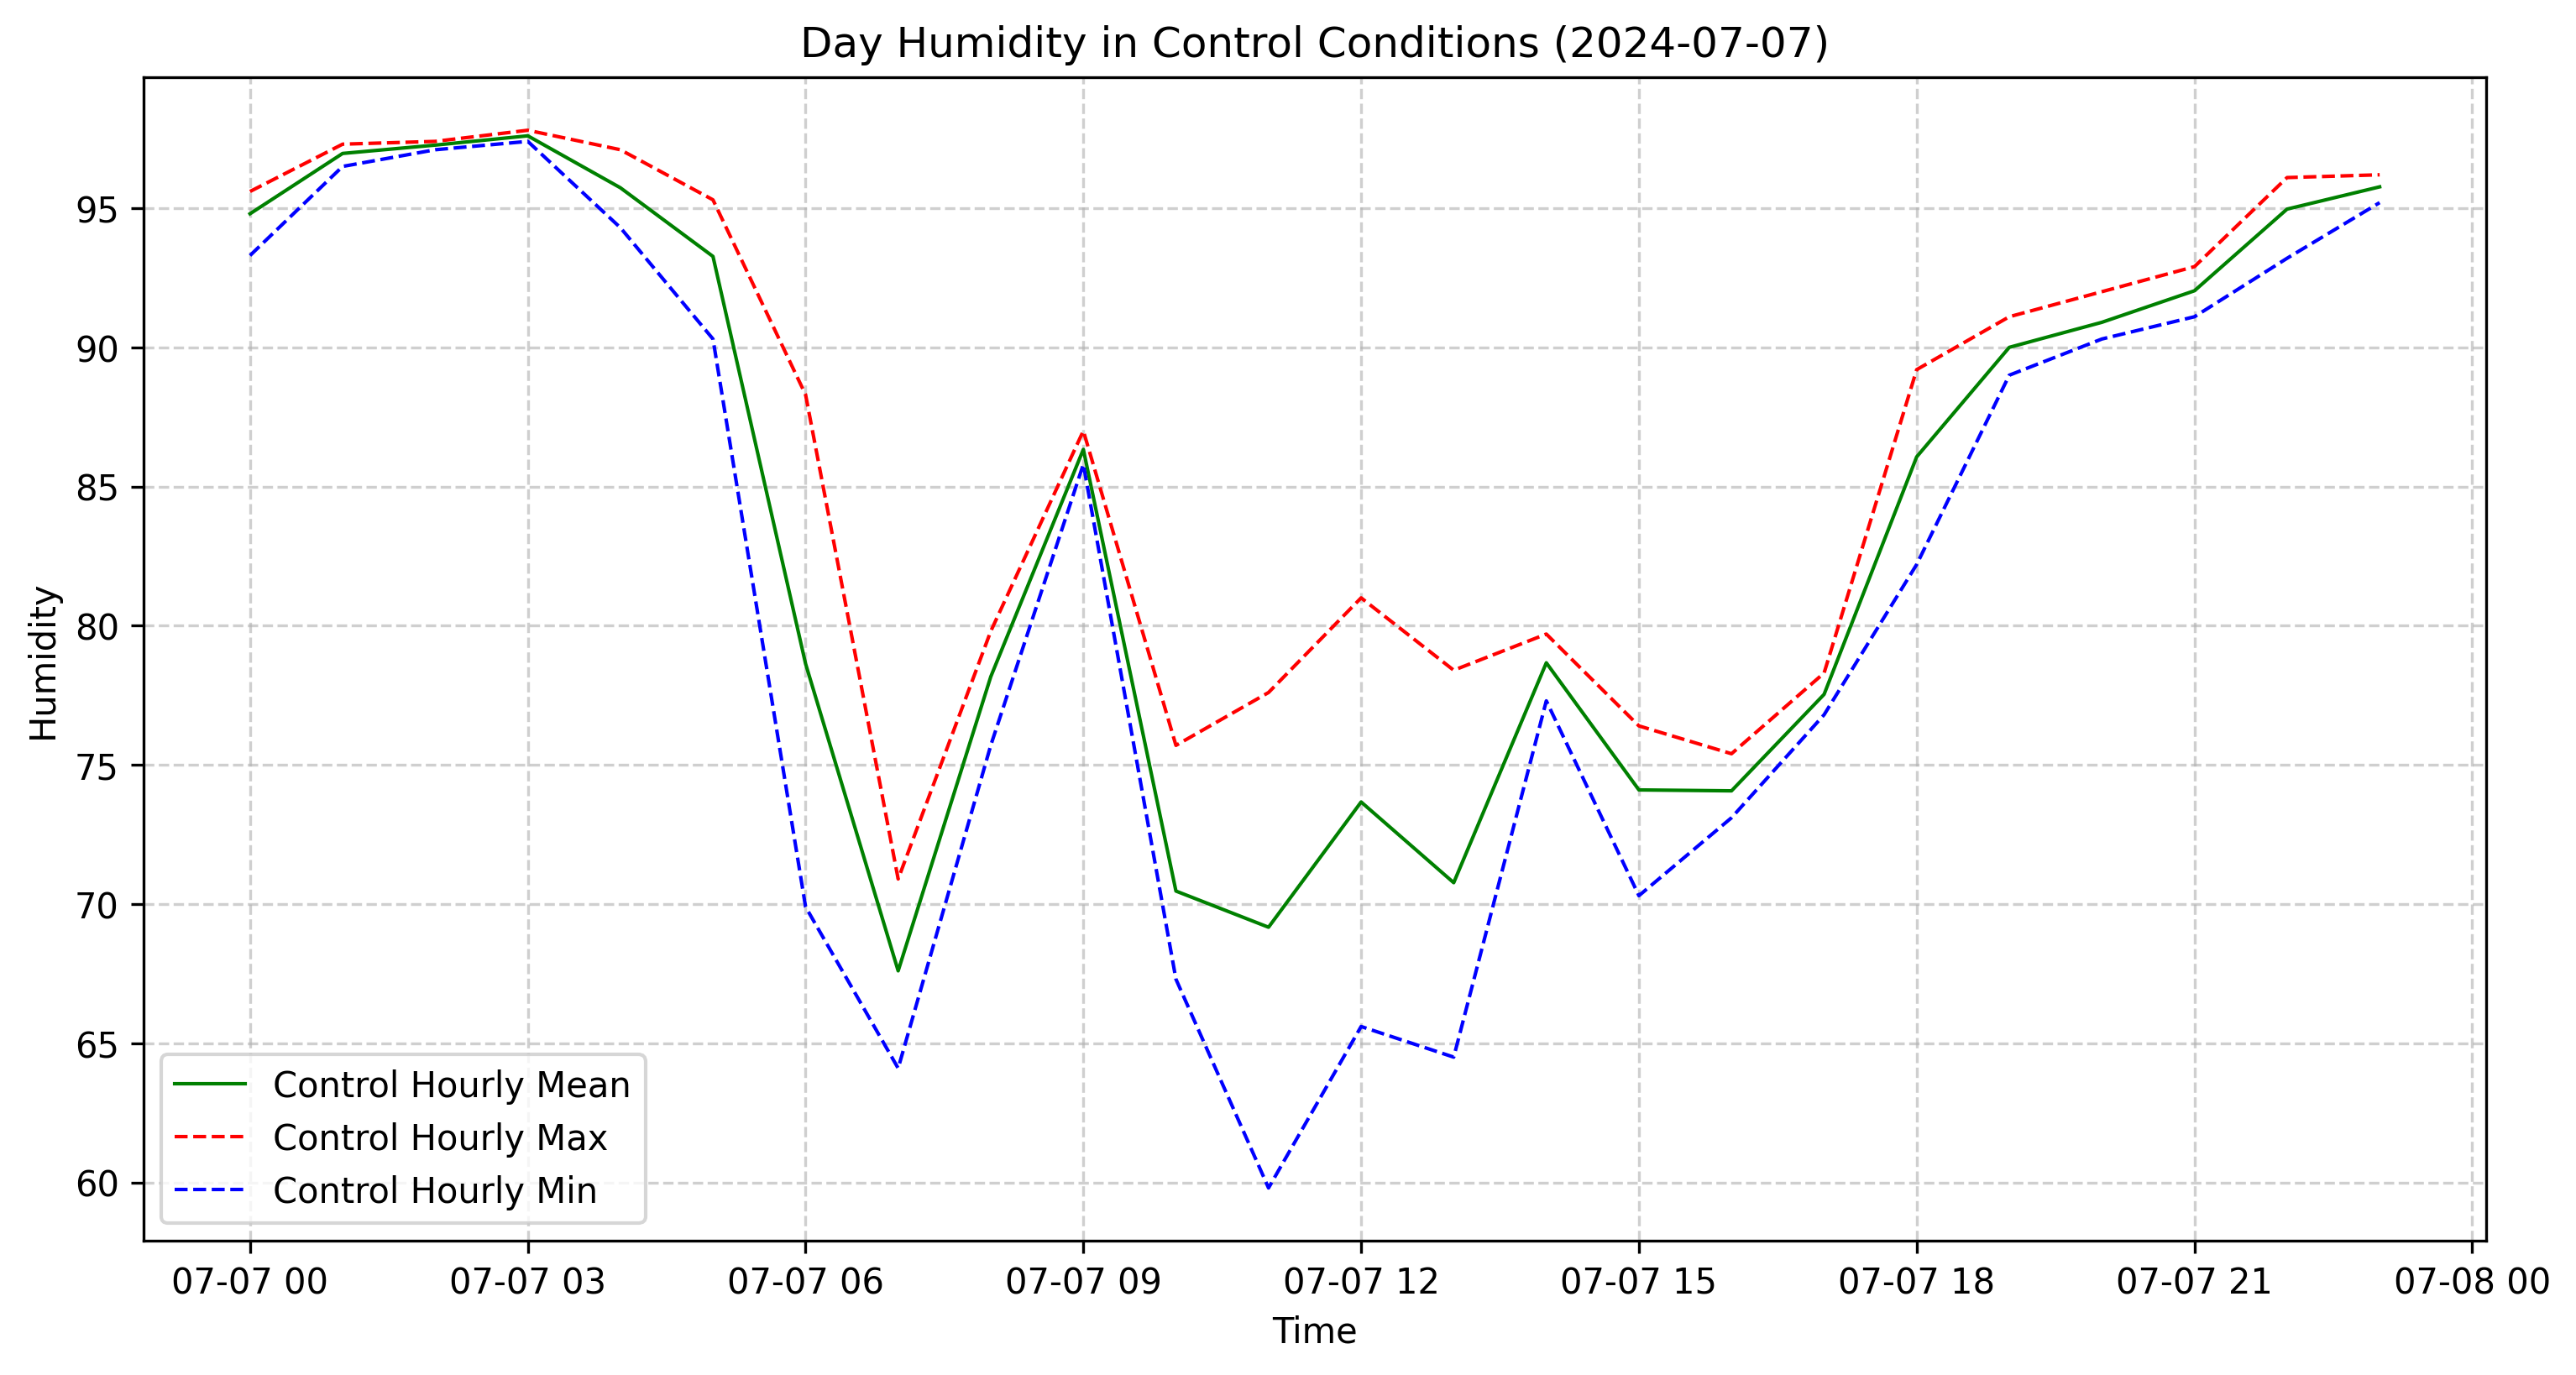 Day Humidity in Control Conditions (2024-07-07)
Humidity
95
90
85
80
75
70
65
60
Control Hourly Mean
Control Hourly Max
Control Hourly Min
07-07 00 07-07 03 07-07 06 07-07 09 07-07 12 07-07 15 07-07 18 07-07 21 07-08 00
Time